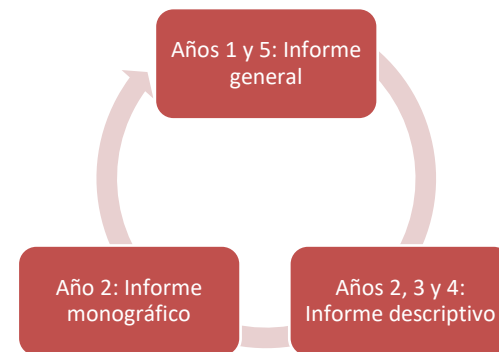 Años 1 y 5: Informe
general
Año 2: Informe
monográfico
Años 2, 3 y 4:
Informe descriptivo